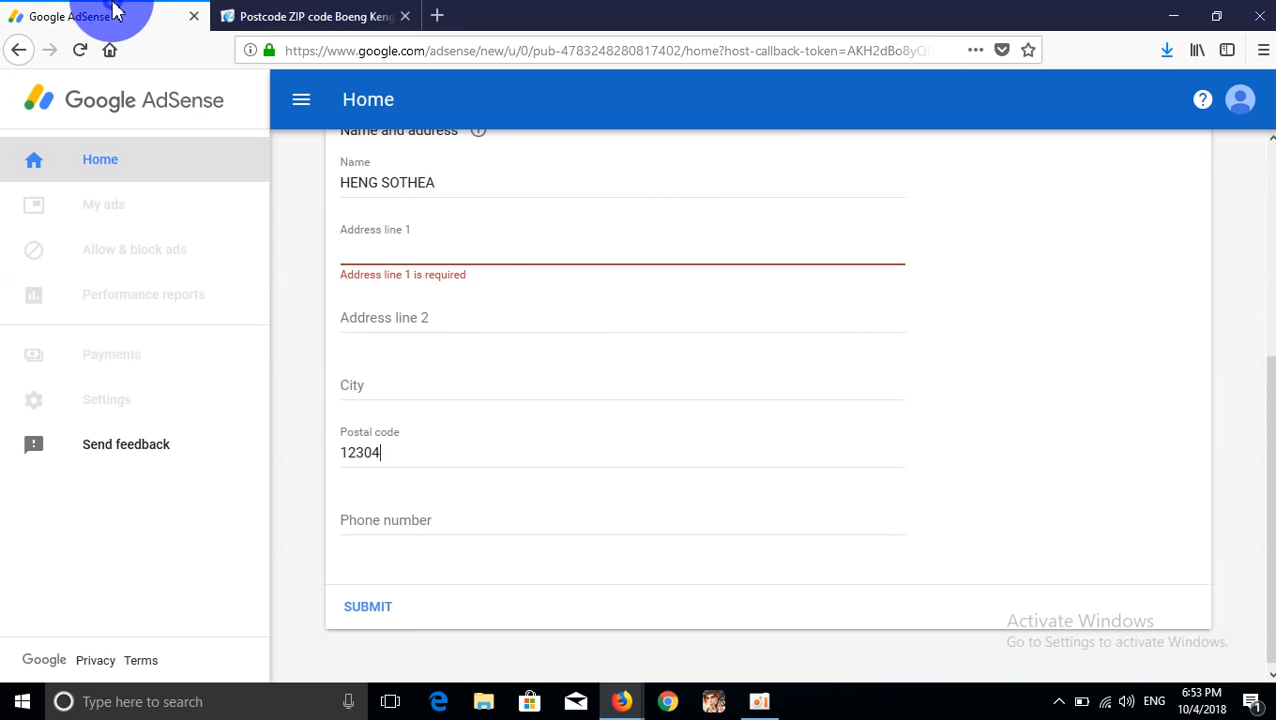 Google AdSense
Postcode ZIP code Boeng Keng
https://www.google.com/adsense/new/u/0/pub-4783248280817402/home?host-callback-token=AKH2dBo8yQ
Google AdSense
Home
Home
My ads
Allow & block ads
Performance reports
Payments
Settings
Send feedback
Google Privacy Terms
Name and address
Name
HENG SOTHEA
Address line 1
Address line 1 is required
Address line 2
City
Postal code
12304
Phone number
SUBMIT
Activate Windows
Go to Settings to activate Windows.
Type here to search
ENG
6:53 PM
10/4/2018
1